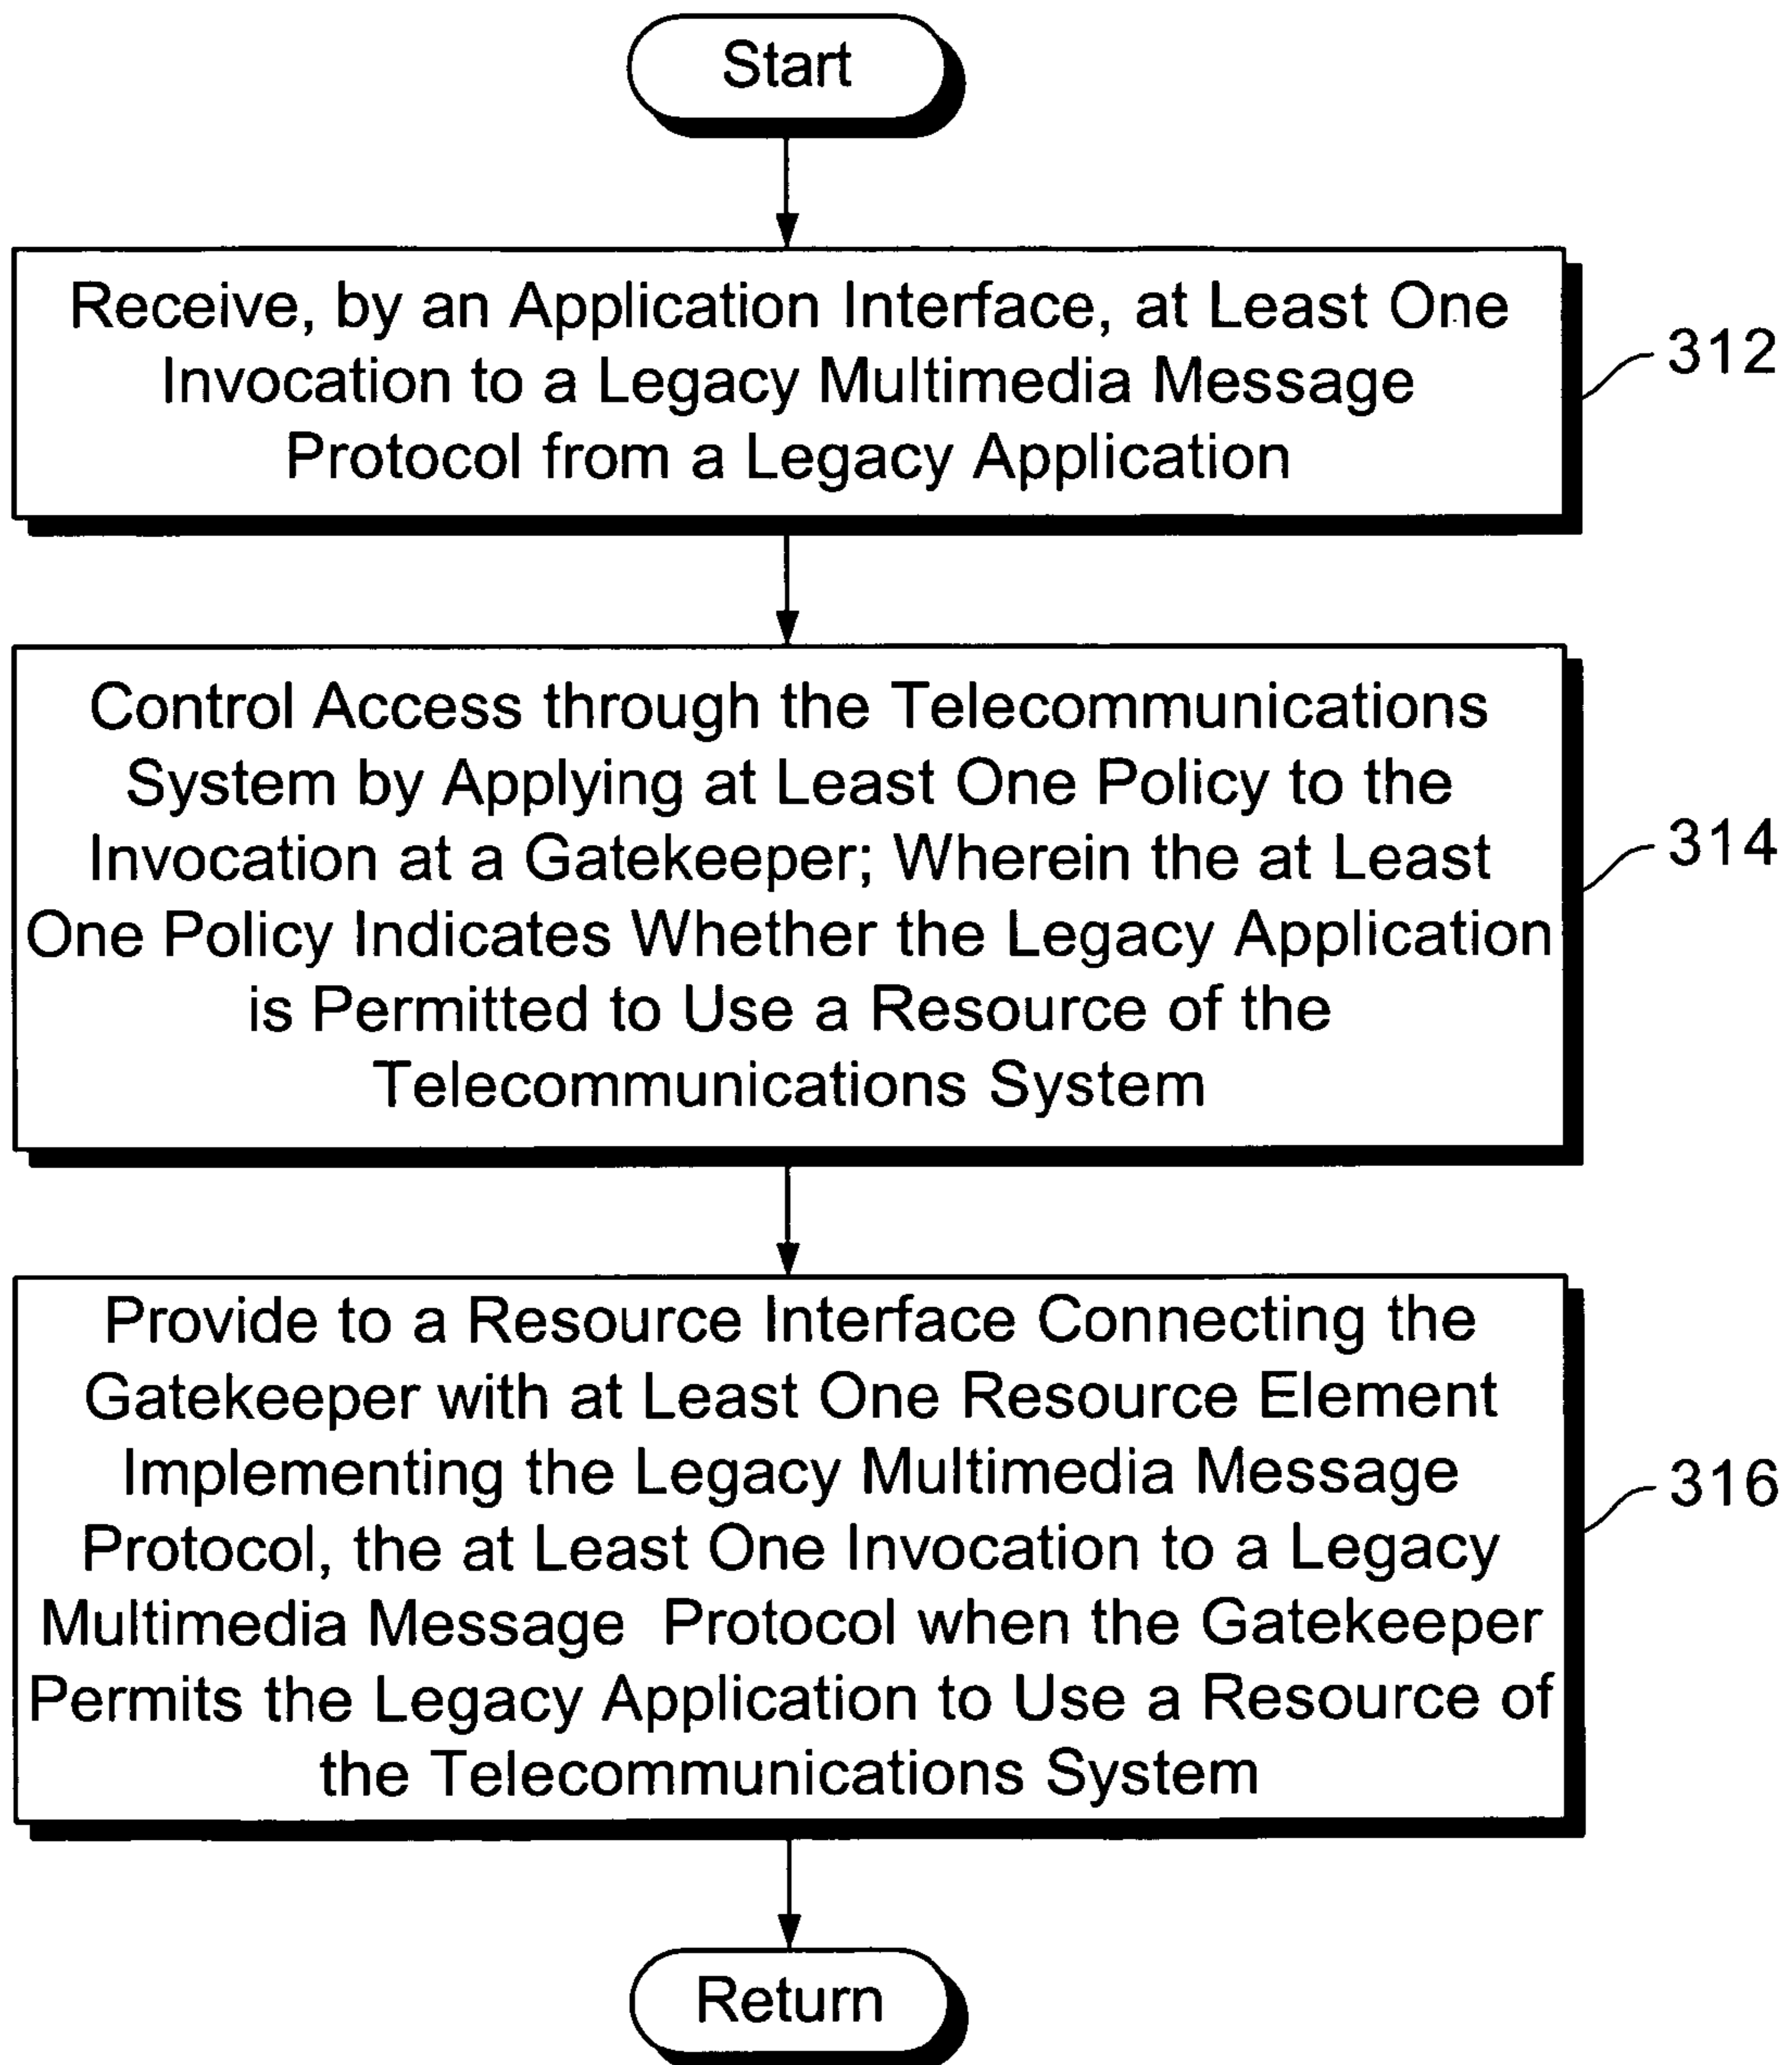 Start
Receive, by an Application Interface, at Least One
Invocation to a Legacy Multimedia Message
Protocol from a Legacy Application
312
Control Access through the Telecommunications
System by Applying at Least One Policy to the
Invocation at a Gatekeeper; Wherein the at Least
One Policy Indicates Whether the Legacy Application
is Permitted to Use a Resource of the
Telecommunications System
314
Provide to a Resource Interface Connecting the
Gatekeeper with at Least One Resource Element
Implementing the Legacy Multimedia Message
Protocol, the at Least One Invocation to a Legacy
Multimedia Message Protocol when the Gatekeeper
Permits the Legacy Application to Use a Resource of
the Telecommunications System
316
Return